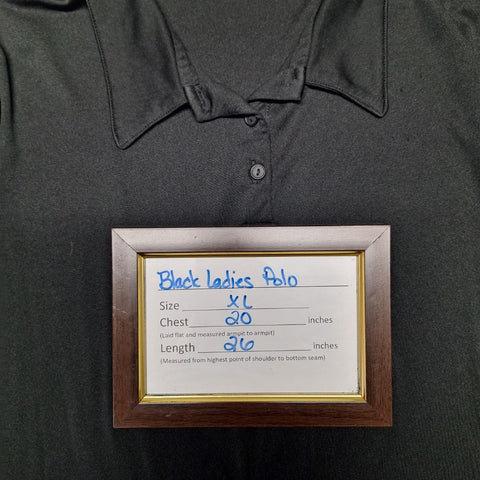 Black Ladies Polo
Size XL
Chest 20 inches
(Laid flat and measured armpit to armpit)
Length 26 inches
(Measured from highest point of shoulder to bottom seam)